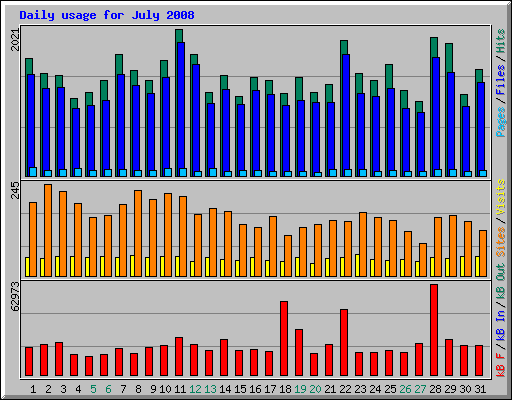 Daily usage for July 2008
2021
Pages / Files / Hits
245
Sites / Visits
62973
kB F / kB In / kB Out
1 2 3 4 5 6 7 8 9 10 11 12 13 14 15 16 17 18 19 20 21 22 23 24 25 26 27 28 29 30 31